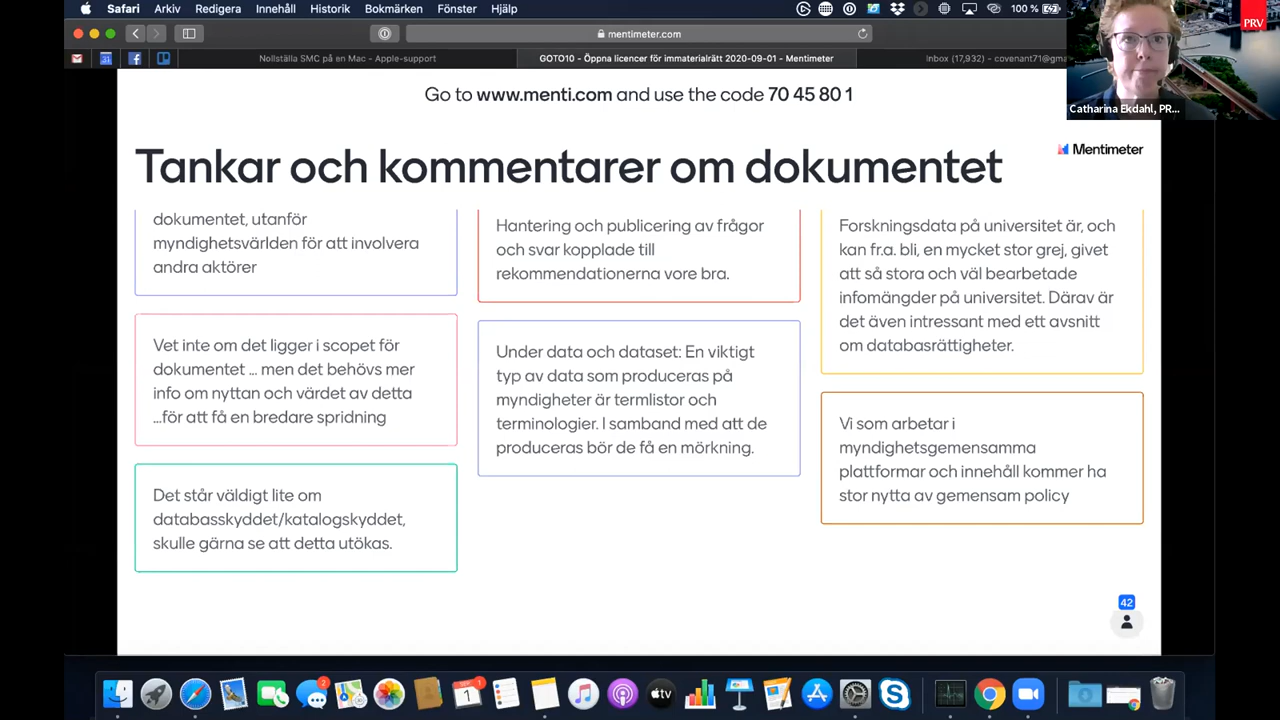 Safari Arkiv Redigera Innehåll Historik Bokmärken Fönster Hjälp 100 %
PRV
mentimeter.com
Nollställa SMC på en Mac - Apple-support
GOTO10 - Öppna licencer för immaterialrätt 2020-09-01 - Mentimeter
Inbox (17,932) - covenant71@gma
Catharina Ekdahl, PR...
Go to www.menti.com and use the code 70 45 80 1
Tankar och kommentarer om dokumentet
Mentimeter
dokumentet, utanför
myndighetsvärlden för att involvera
andra aktörer
Vet inte om det ligger i scopet för
dokumentet ... men det behövs mer
info om nyttan och värdet av detta
...för att få en bredare spridning
Det står väldigt lite om
databasskyddet/katalogskyddet,
skulle gärna se att detta utökas.
Hantering och publicering av frågor
och svar kopplade till
rekommendationerna vore bra.
Under data och dataset: En viktigt
typ av data som produceras på
myndigheter är termlistor och
terminologier. I samband med att de
produceras bör de få en mörkning.
Forskningsdata på universitet är, och
kan fr.a. bli, en mycket stor grej, givet
att så stora och väl bearbetade
infomängder på universitet. Därav är
det även intressant med ett avsnitt
om databasrättigheter.
Vi som arbetar i
myndighetsgemensamma
plattformar och innehåll kommer ha
stor nytta av gemensam policy
42
2
1
1
tv